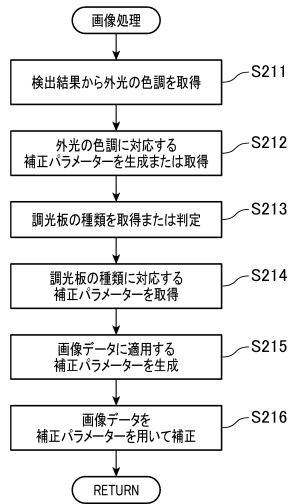 画像処理
検出結果から外光の色調を取得
S211
外光の色調に対応する
補正パラメーターを生成または取得
S212
調光板の種類を取得または判定
S213
調光板の種類に対応する
補正パラメーターを取得
S214
画像データに適用する
補正パラメーターを生成
S215
画像データを
補正パラメーターを用いて補正
S216
RETURN